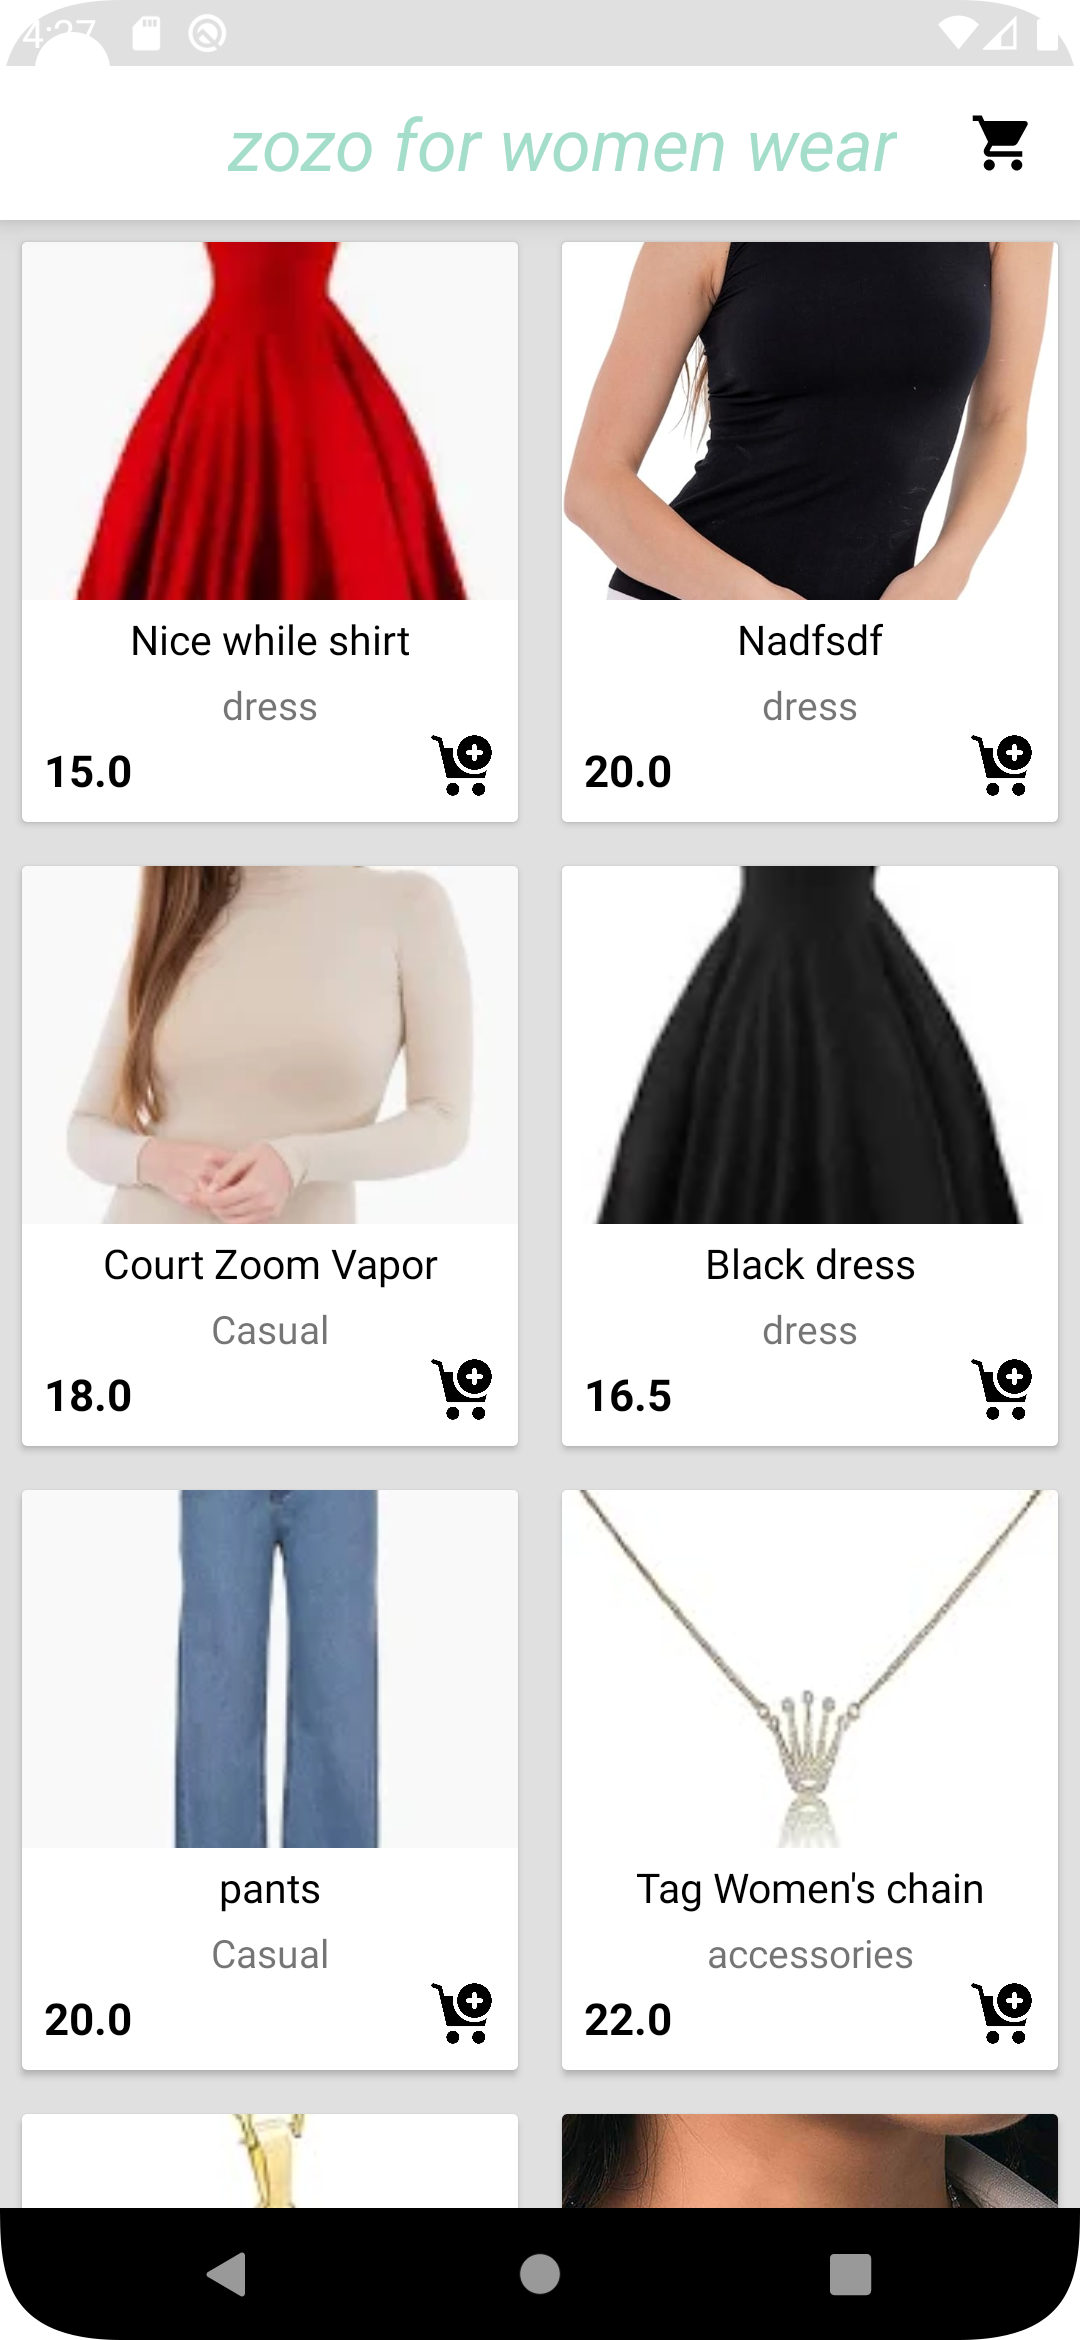 4:27
zozo for women wear
Nice while shirt
dress
15.0
Nadfsdf
dress
20.0
Court Zoom Vapor
Casual
18.0
Black dress
dress
16.5
pants
Casual
20.0
Tag Women's chain
accessories
22.0